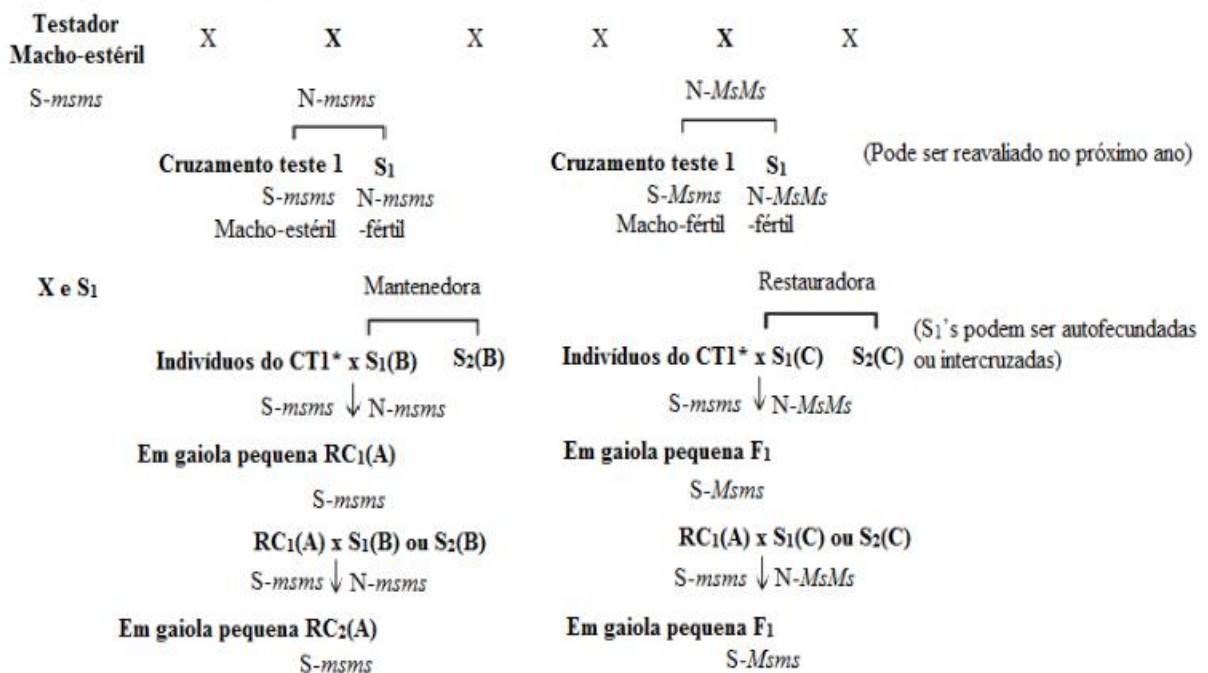 Testador
Macho-estéril X X X X X X
S-msms N-msms N-MsMs
Cruzamento teste 1 S1 Cruzamento teste 1 S1 (Pode ser reavaliado no próximo ano)
S-msms N-msms S-Msms N-MsMs
Macho-estéril -fértil Macho-fértil -fértil
X e S1 Mantenedora Restauradora
Indivíduos do CT1* x S1(B) S2(B) Indivíduos do CT1* x S1(C) S2(C) (S1's podem ser autofecundadas
ou intercruzadas)
S-msms ↓ N-msms S-msms ↓ N-MsMs
Em gaiola pequena RC1(A) Em gaiola pequena F1
S-msms S-Msms
RC1(A) x S1(B) ou S2(B) RC1(A) x S1(C) ou S2(C)
S-msms ↓ N-msms S-msms ↓ N-MsMs
Em gaiola pequena RC2(A) Em gaiola pequena F1
S-msms S-Msms